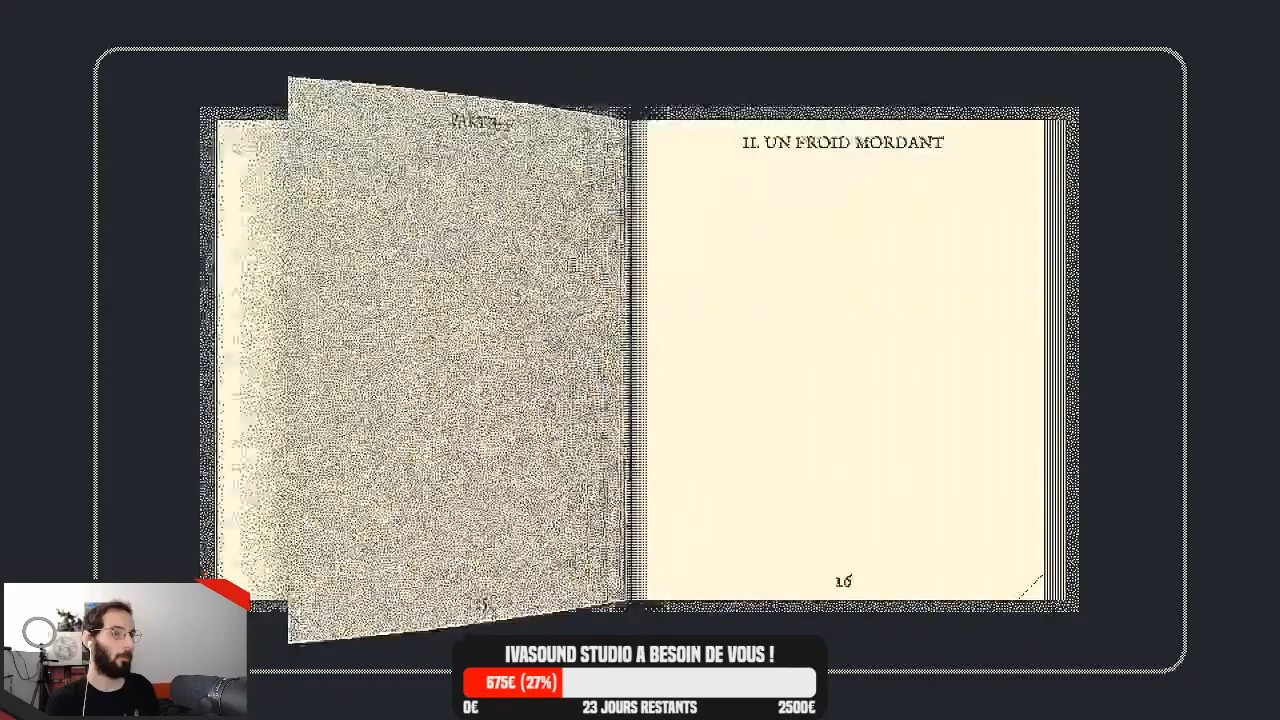 II. UN FROID MORDANT
16
IVASOUND STUDIO A BESOIN DE VOUS !
675€ (27%)
0€ 23 JOURS RESTANTS 2500€